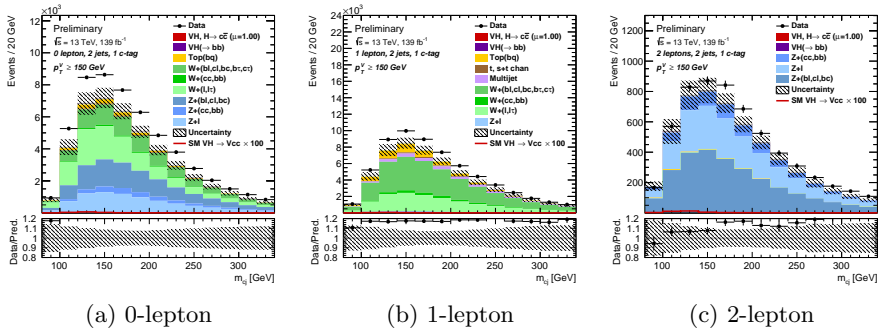 ×10³
Preliminary
√s = 13 TeV, 139 fb⁻¹
0 lepton, 2 jets, 1 c-tag
p_T^V ≥ 150 GeV
Data
VH, H→ cc̄ (μ=1.00)
VH(→ bb)
Top(bq)
W+(bl,cl,bc,bτ,cτ)
W+(cc,bb)
W+(l,lτ)
Z+(bl,cl,bc)
Z+(cc,bb)
Z+l
Uncertainty
SM VH → Vcc × 100
Events / 20 GeV
10
8
6
4
2
Data/Pred.
1.2
1.1
1
0.9
0.8
100 150 200 250 300
m_cj [GeV]
(a) 0-lepton
×10³
Preliminary
√s = 13 TeV, 139 fb⁻¹
1 lepton, 2 jets, 1 c-tag
p_T^V ≥ 150 GeV
Data
VH, H→ cc̄ (μ=1.00)
VH(→ bb)
Top(bq)
t, s+t chan
Multijet
W+(bl,cl,bc,bτ,cτ)
W+(cc,bb)
W+(l,lτ)
Z+l
Uncertainty
SM VH → Vcc × 100
Events / 20 GeV
24
22
20
18
16
14
12
10
8
6
4
2
Data/Pred.
1.2
1.1
1
0.9
0.8
100 150 200 250 300
m_cj [GeV]
(b) 1-lepton
Preliminary
√s = 13 TeV, 139 fb⁻¹
2 lepton, 2 jets, 1 c-tag
p_T^V ≥ 150 GeV
Data
VH, H→ cc̄ (μ=1.00)
VH(→ bb)
Z+(cc,bb)
Z+l
Top(bq)
Z+(bl,cl,bc)
Uncertainty
SM VH → Vcc × 100
Events / 20 GeV
1200
1000
800
600
400
200
Data/Pred.
1.2
1.1
1
0.9
0.8
100 150 200 250 300
m_cj [GeV]
(c) 2-lepton